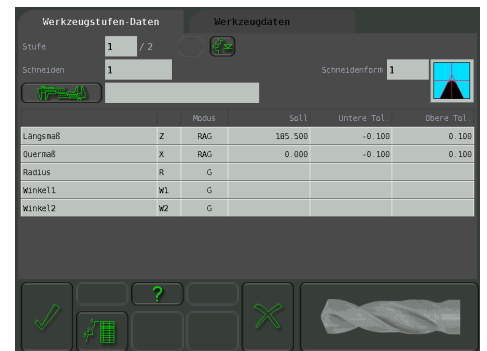 Werkzeugstufen-Daten Werkzeugdaten
Stufe 1 / 2
Schneiden 1 Schneidenform 1
Modus Soll Untere Tol. Obere Tol.
Längsmaß Z RAG 185.500 -0.100 0.100
Quermaß X RAG 0.000 -0.100 0.100
Radius R G
Winkel1 W1 G
Winkel2 W2 G
?